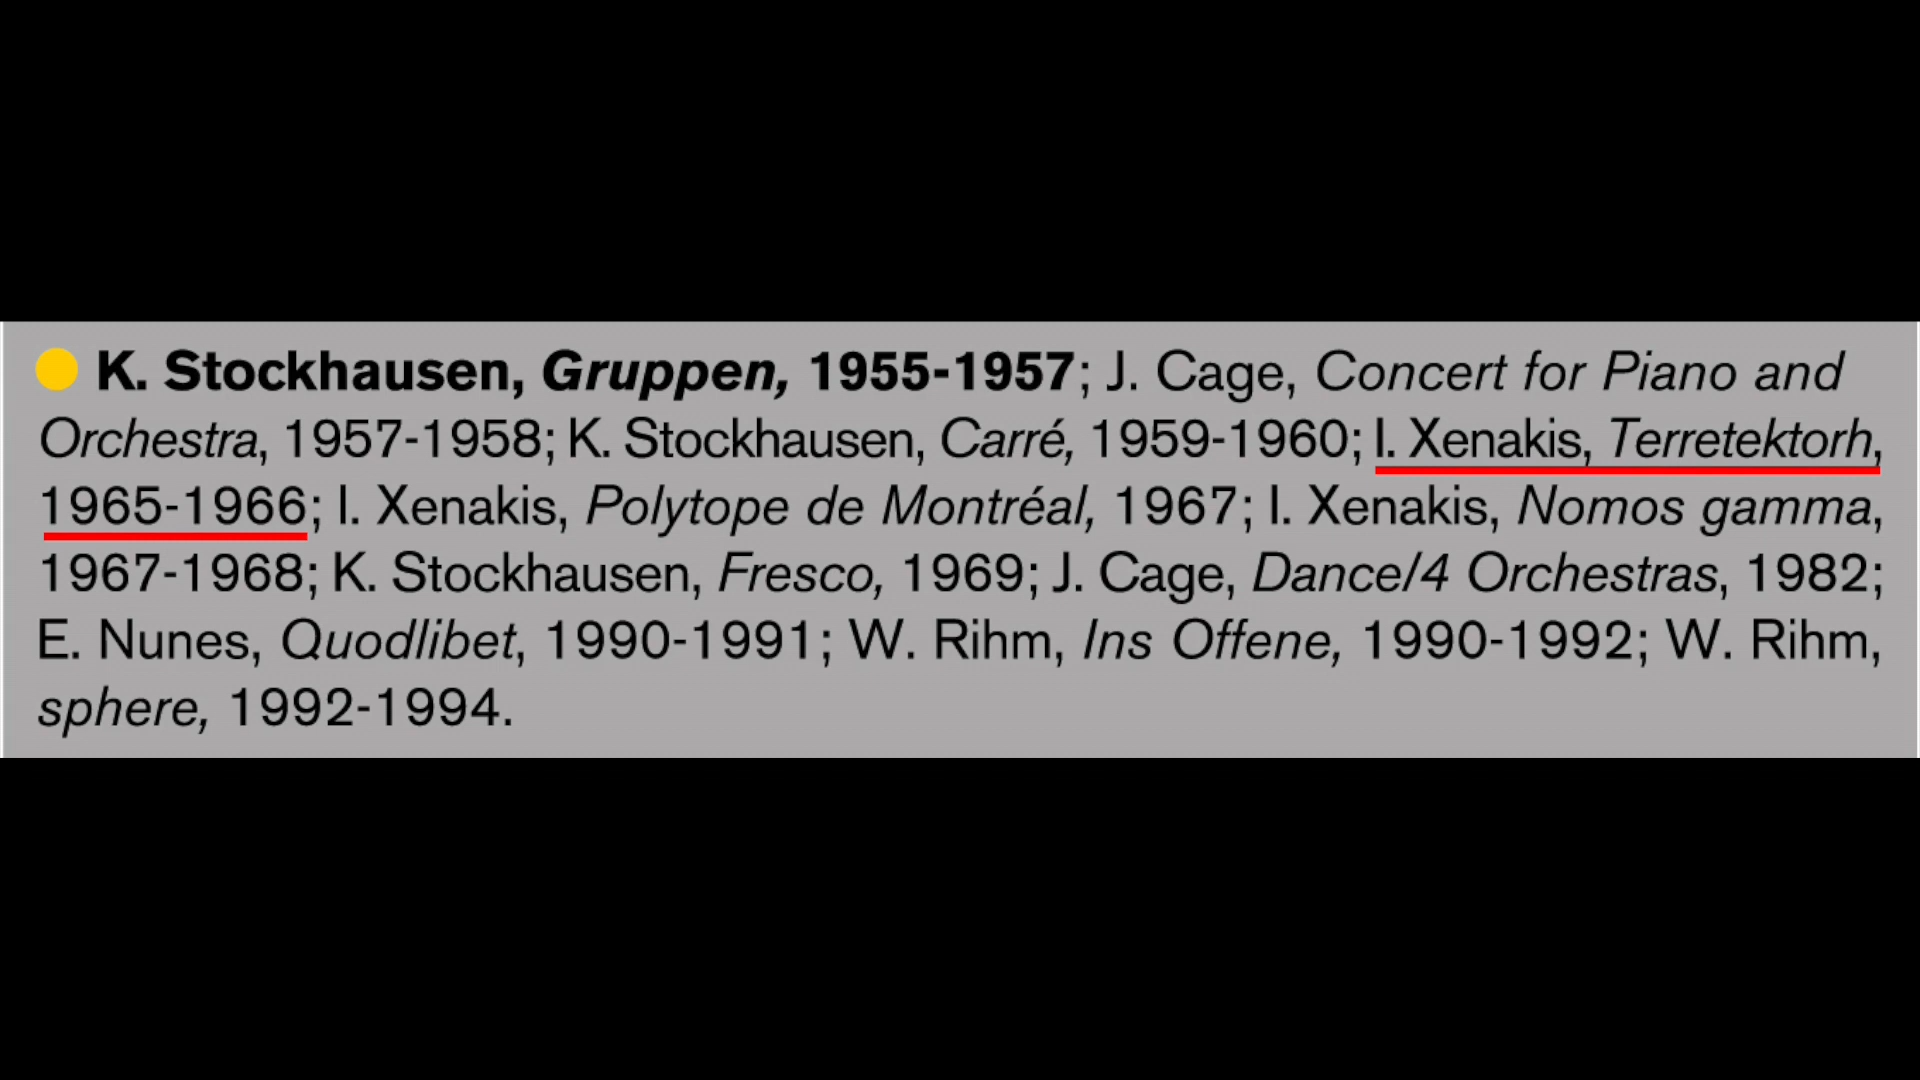 K. Stockhausen, Gruppen, 1955-1957; J. Cage, Concert for Piano and
Orchestra, 1957-1958; K. Stockhausen, Carré, 1959-1960; I. Xenakis, Terretektorh,
1965-1966; I. Xenakis, Polytope de Montréal, 1967; I. Xenakis, Nomos gamma,
1967-1968; K. Stockhausen, Fresco, 1969; J. Cage, Dance/4 Orchestras, 1982;
E. Nunes, Quodlibet, 1990-1991; W. Rihm, Ins Offene, 1990-1992; W. Rihm,
sphere, 1992-1994.